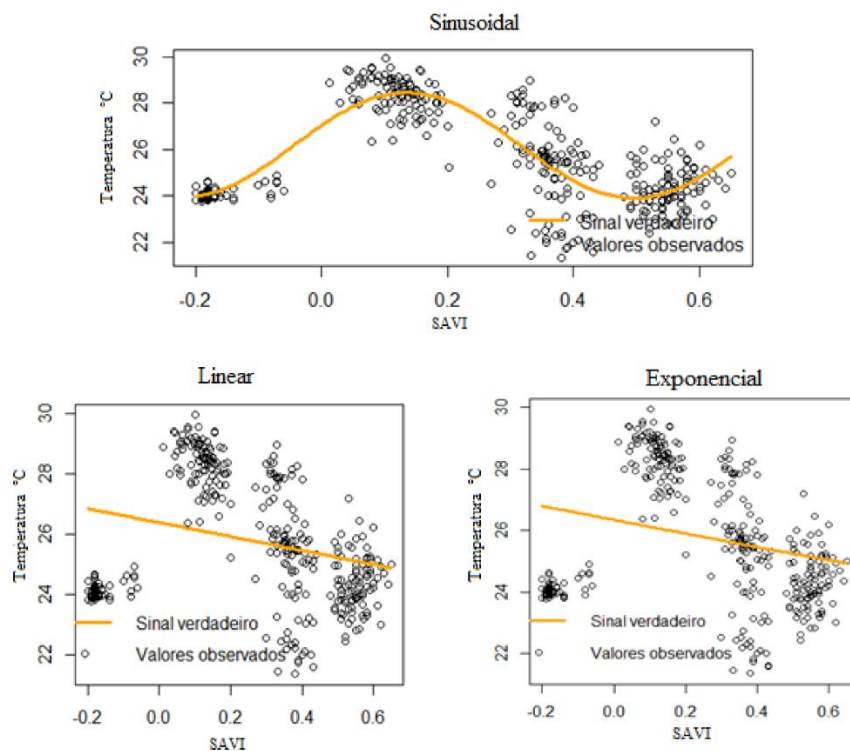 Sinusoidal
30
28
26
24
22
Temperatura °C
Sinal verdadeiro
Valores observados
-0.2 0.0 0.2 0.4 0.6
SAVI
Linear
30
28
26
24
22
Temperatura °C
Sinal verdadeiro
Valores observados
-0.2 0.0 0.2 0.4 0.6
SAVI
Exponencial
30
28
26
24
22
Temperatura °C
Sinal verdadeiro
Valores observados
-0.2 0.0 0.2 0.4 0.6
SAVI